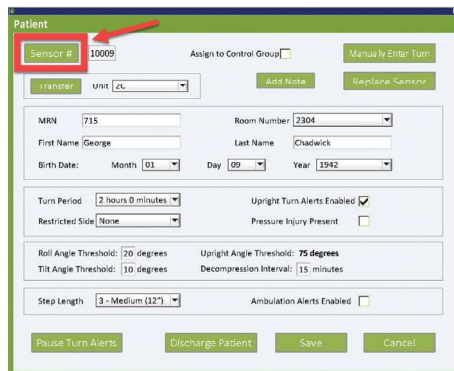 Patient
Sensor # 10009 Assign to Control Group Manually Enter Turn
Transfer Unit 2C Add Note Replace Sensor
MRN 715 Room Number 2304
First Name George Last Name Chadwick
Birth Date: Month 01 Day 09 Year 1942
Turn Period 2 hours 0 minutes Upright Turn Alerts Enabled
Restricted Side None Pressure Injury Present
Roll Angle Threshold: 20 degrees Upright Angle Threshold: 75 degrees
Tilt Angle Threshold: 10 degrees Decompression Interval: 15 minutes
Step Length 3 - Medium (12") Ambulation Alerts Enabled
Pause Turn Alerts Discharge Patient Save Cancel